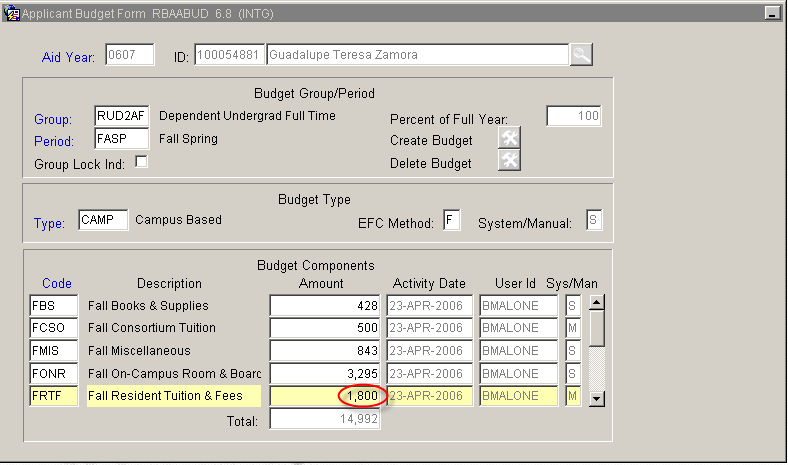 Applicant Budget Form RBAABUD 6.8 (INTG)
Aid Year: 0607 ID: 100054881 Guadalupe Teresa Zamora
Budget Group/Period
Group: RUD2AF Dependent Undergrad Full Time Percent of Full Year: 100
Period: FASP Fall Spring Create Budget
Group Lock Ind: Delete Budget
Budget Type
Type: CAMP Campus Based EFC Method: F System/Manual: S
Budget Components
Code Description Amount Activity Date User Id Sys/Man
FBS Fall Books & Supplies 428 23-APR-2006 BMALONE S
FCSO Fall Consortium Tuition 500 23-APR-2006 BMALONE M
FMIS Fall Miscellaneous 843 23-APR-2006 BMALONE S
FONR Fall On-Campus Room & Board 3,295 23-APR-2006 BMALONE S
FRTF Fall Resident Tuition & Fees 1,800 23-APR-2006 BMALONE M
Total: 14,992